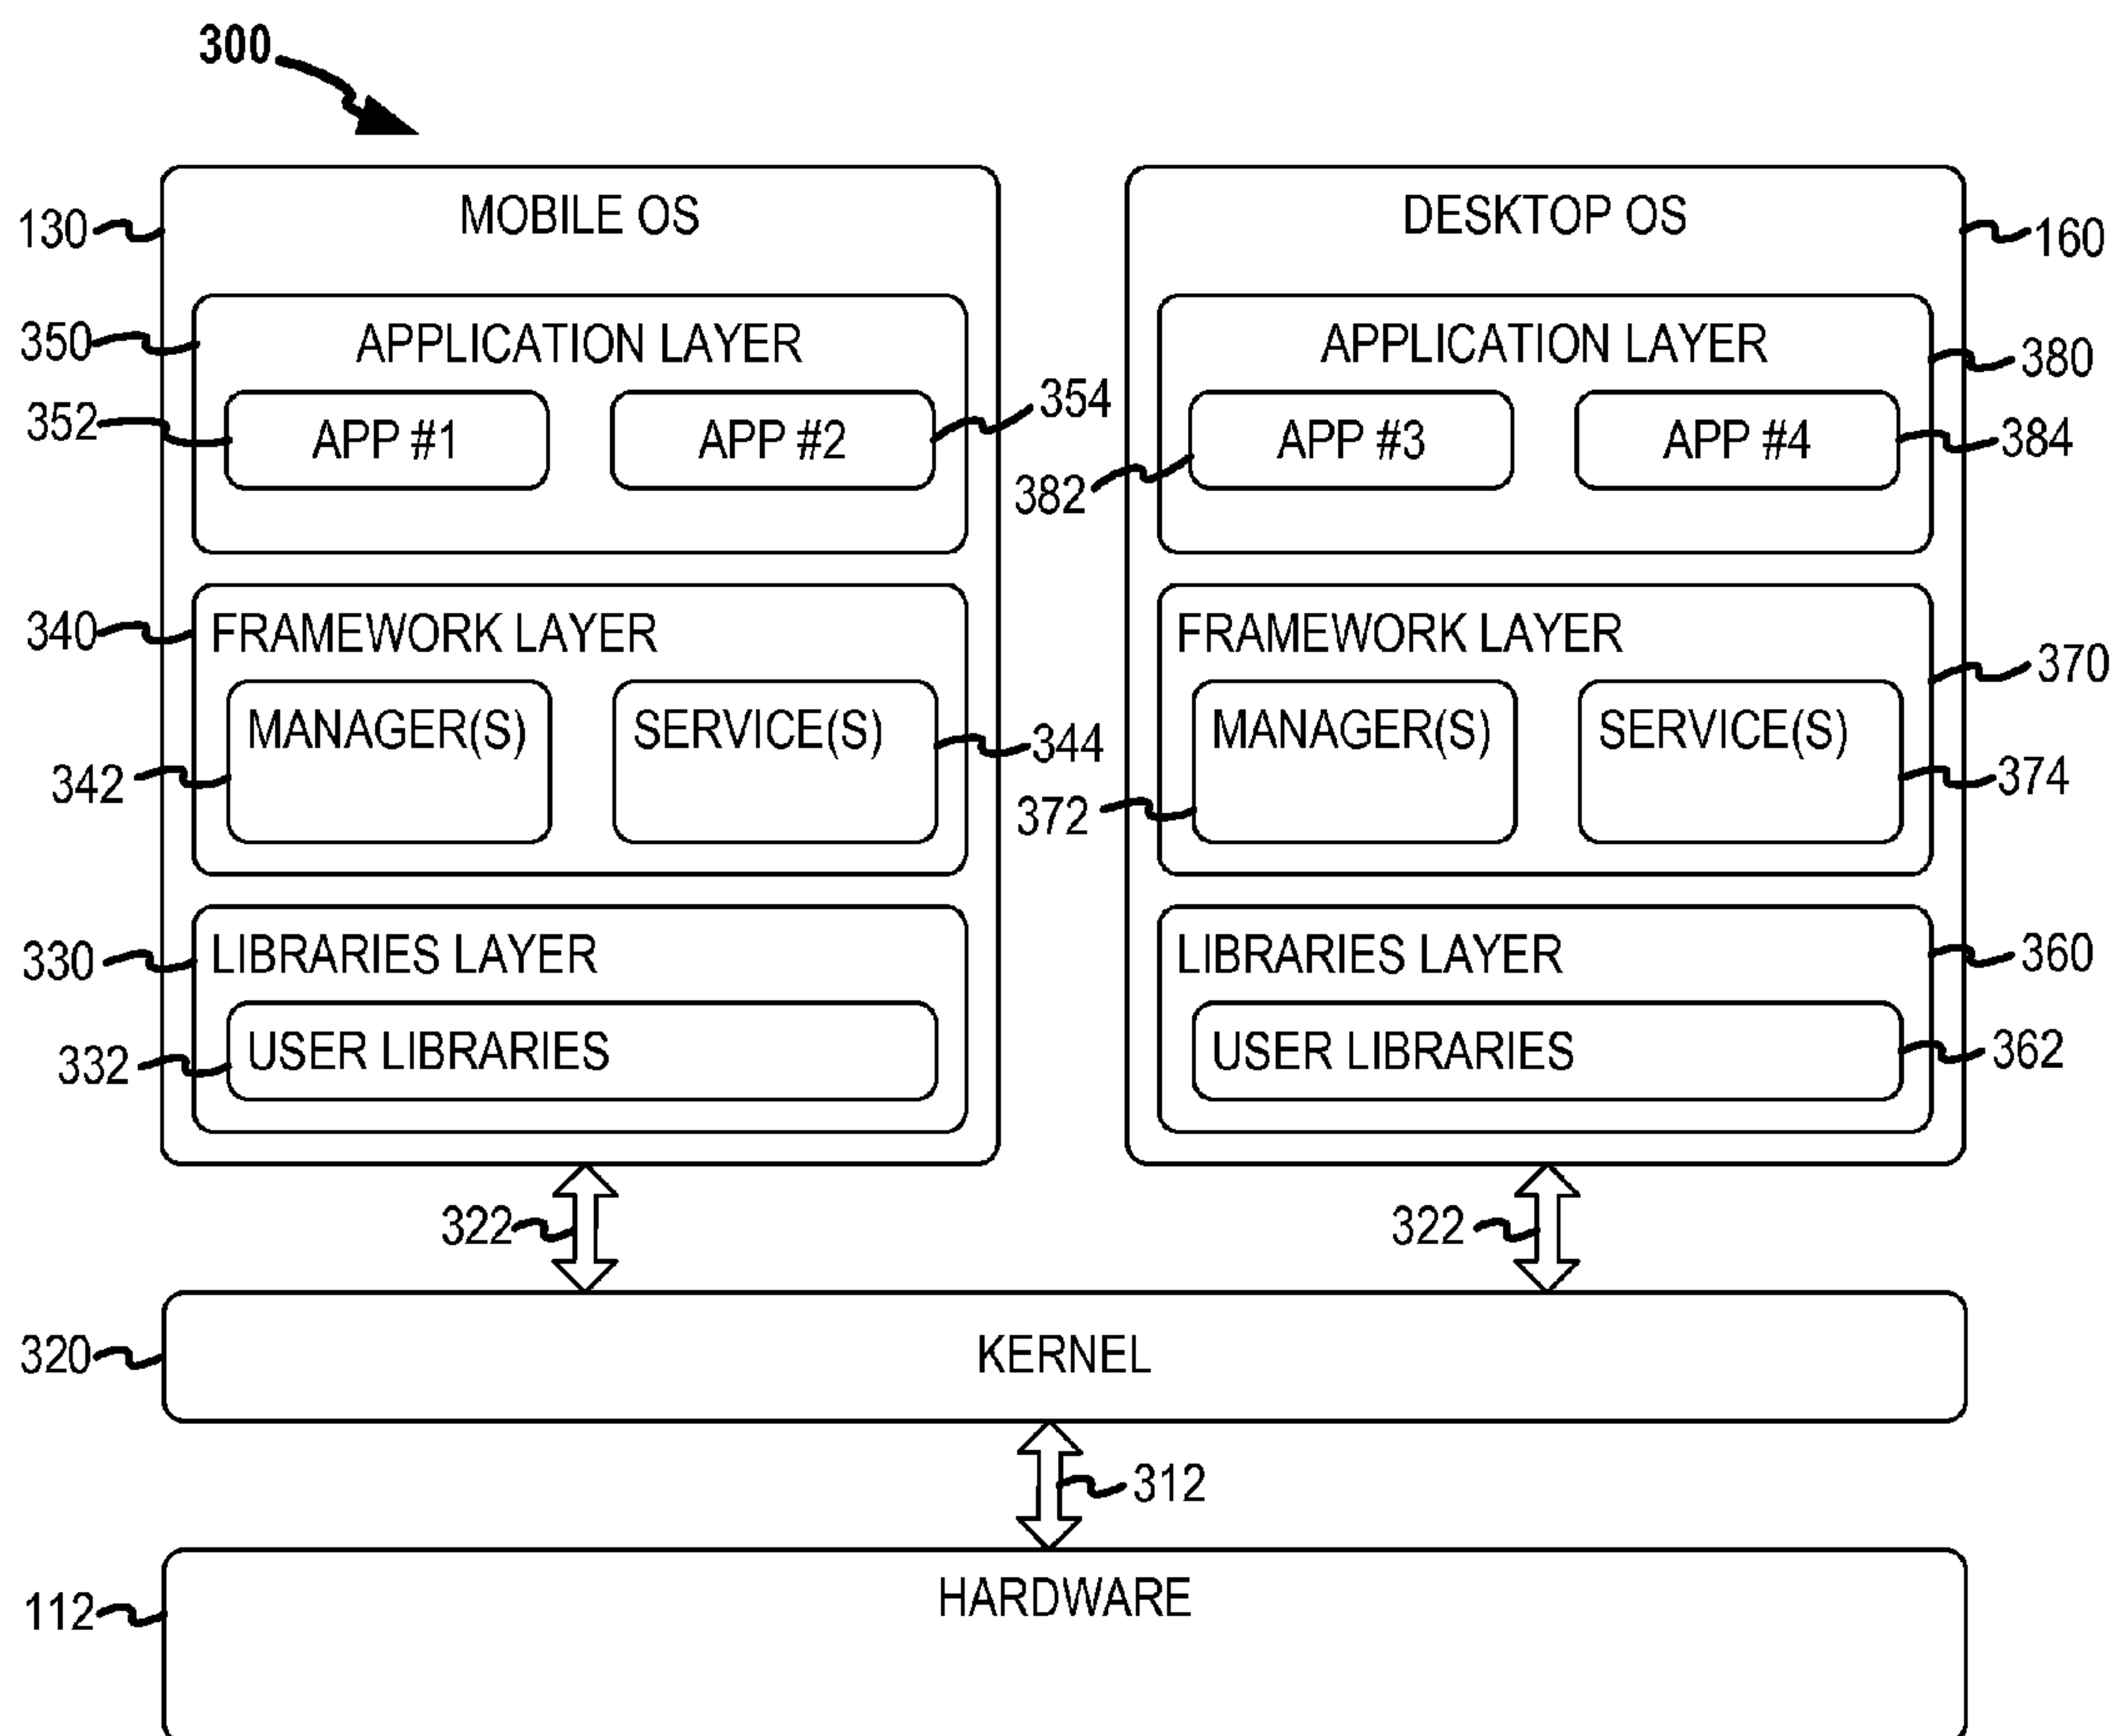 300
MOBILE OS
DESKTOP OS
130
160
350
APPLICATION LAYER
APPLICATION LAYER
380
352
APP #1
APP #2
354
382
APP #3
APP #4
384
340
FRAMEWORK LAYER
FRAMEWORK LAYER
370
342
MANAGER(S)
SERVICE(S)
344
372
MANAGER(S)
SERVICE(S)
374
330
LIBRARIES LAYER
LIBRARIES LAYER
360
332
USER LIBRARIES
USER LIBRARIES
362
322
322
320
KERNEL
312
112
HARDWARE